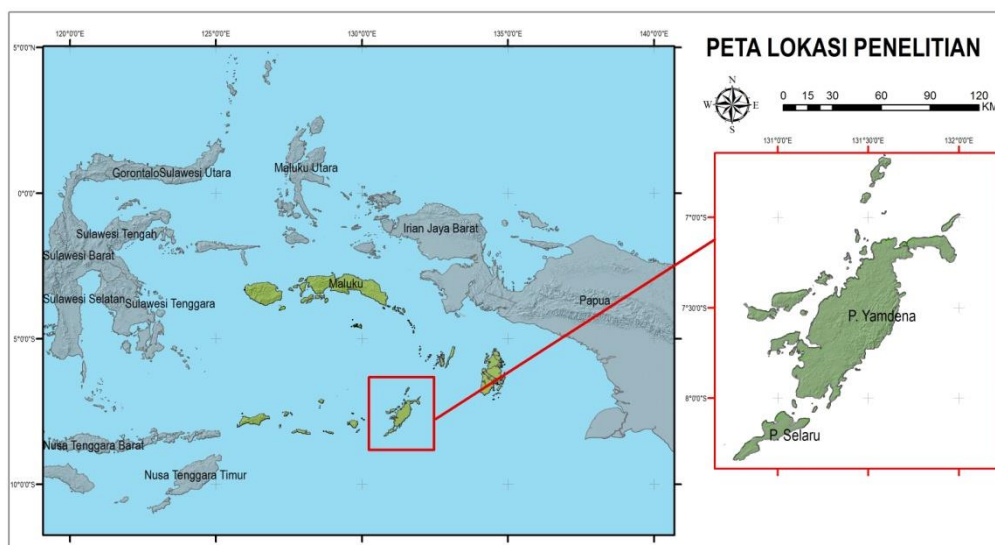 120°0'0"E 125°0'0"E 130°0'0"E 135°0'0"E 140°0'0"E
5°0'0"N
0°0'0"
5°0'0"S
10°0'0"S
Gorontalo Sulawesi Utara
Maluku Utara
Sulawesi Tengah
Irian Jaya Barat
Sulawesi Barat
Maluku
Sulawesi Selatan
Sulawesi Tenggara
Papua
Nusa Tenggara Barat
Nusa Tenggara Timur
PETA LOKASI PENELITIAN
N
W E
S
0 15 30 60 90 120
KM
131°0'0"E 131°30'0"E 132°0'0"E
7°0'0"S
7°30'0"S
8°0'0"S
P. Yamdena
P. Selaru